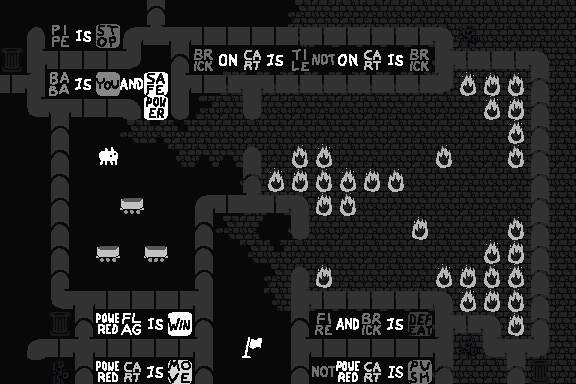 PIPE IS STOP
BRICK ON CART IS TILE NOT ON CART IS BRICK
BABA IS YOU AND SAFE
POWER
POWERED FLAG IS WIN
FIRE AND BRICK IS DEFEAT
POWERED CART IS MOVE
NOT POWERED CART IS PUSH